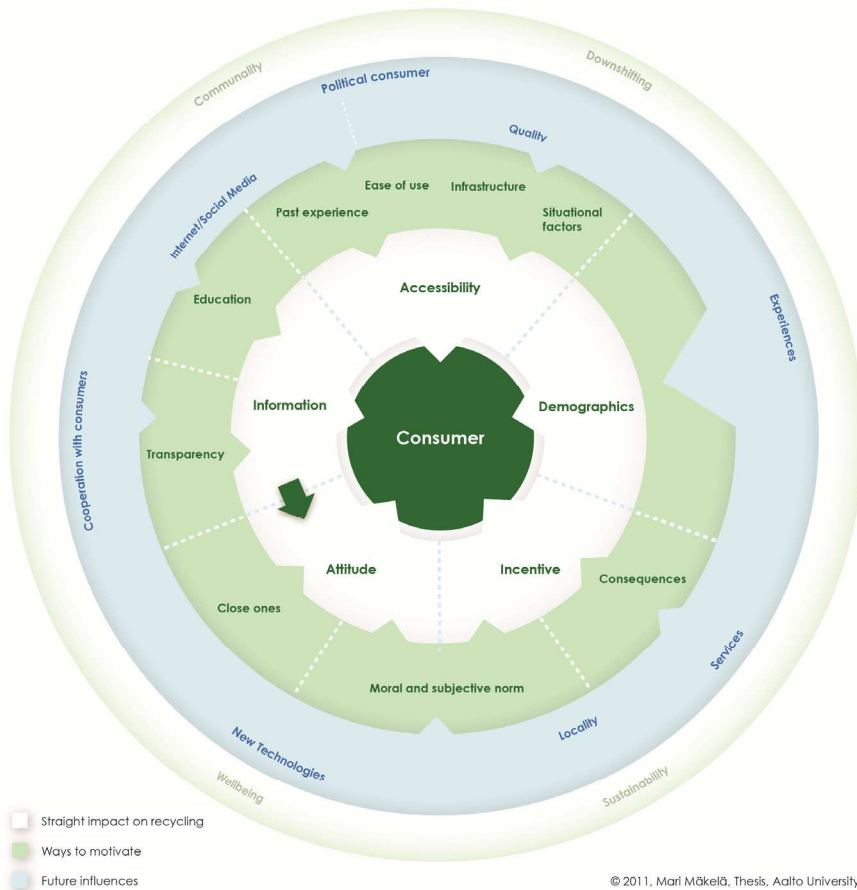 Communality
Downshifting
Political consumer
Quality
Internet/Social Media
Ease of use
Infrastructure
Past experience
Situational
factors
Education
Accessibility
Experiences
Information
Demographics
Consumer
Cooperation with consumers
Transparency
Attitude
Incentive
Consequences
Close ones
Services
Moral and subjective norm
Locality
New Technologies
Wellbeing
Sustainability
Straight impact on recycling
Ways to motivate
Future influences
© 2011, Mari Mäkelä, Thesis, Aalto University